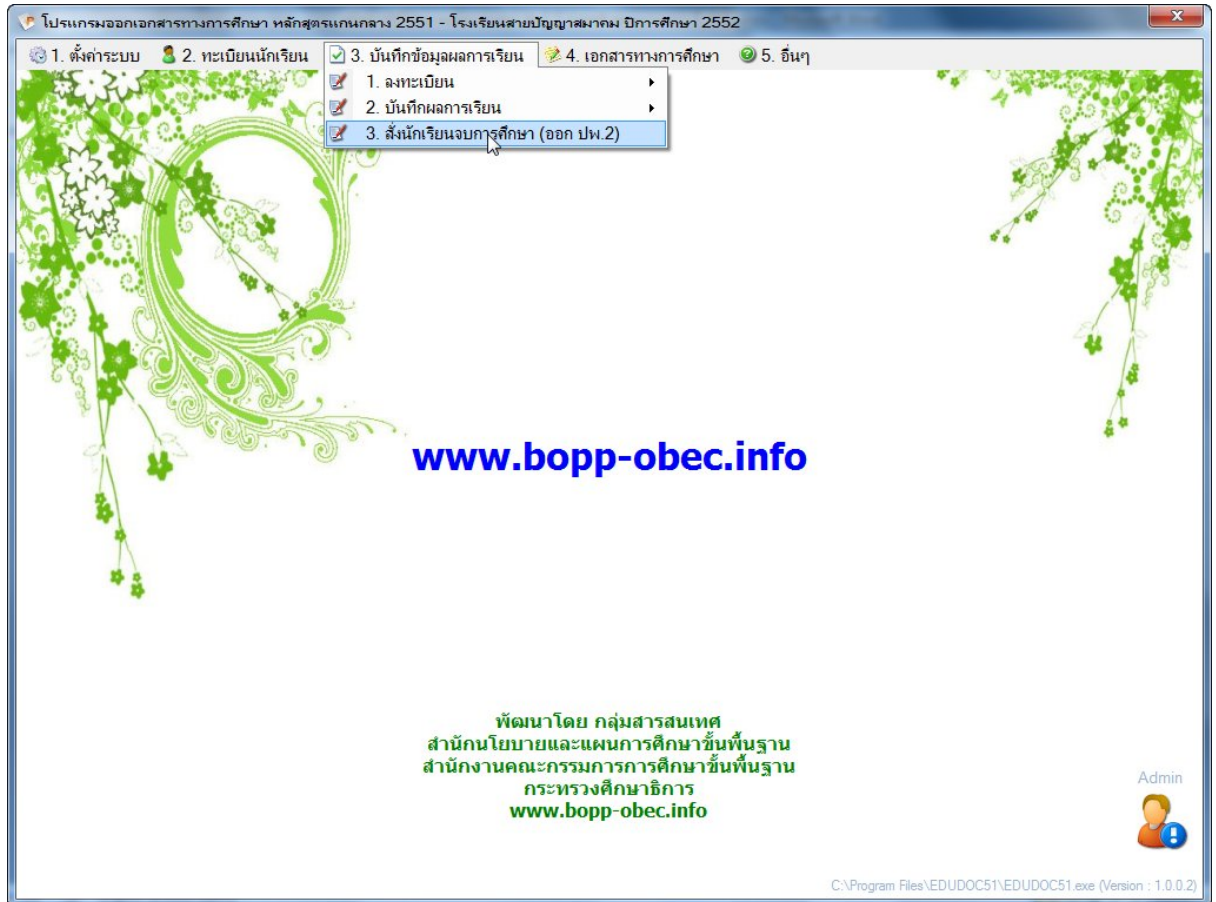 โปรแกรมออกเอกสารทางการศึกษา หลักสูตรแกนกลาง 2551 - โรงเรียนสายปัญญาสมาคม ปีการศึกษา 2552
1. ตั้งค่าระบบ 2. ทะเบียนนักเรียน 3. บันทึกข้อมูลผลการเรียน 4. เอกสารทางการศึกษา 5. อื่นๆ
1. ลงทะเบียน
2. บันทึกผลการเรียน
3. สั่งนักเรียนจบการศึกษา (ออก ปพ.2)
www.bopp-obec.info
พัฒนาโดย กลุ่มสารสนเทศ
สำนักนโยบายและแผนการศึกษาขั้นพื้นฐาน
สำนักงานคณะกรรมการการศึกษาขั้นพื้นฐาน
กระทรวงศึกษาธิการ
www.bopp-obec.info
Admin
C:\Program Files\EDUDOC51\EDUDOC51.exe (Version : 1.0.0.2)